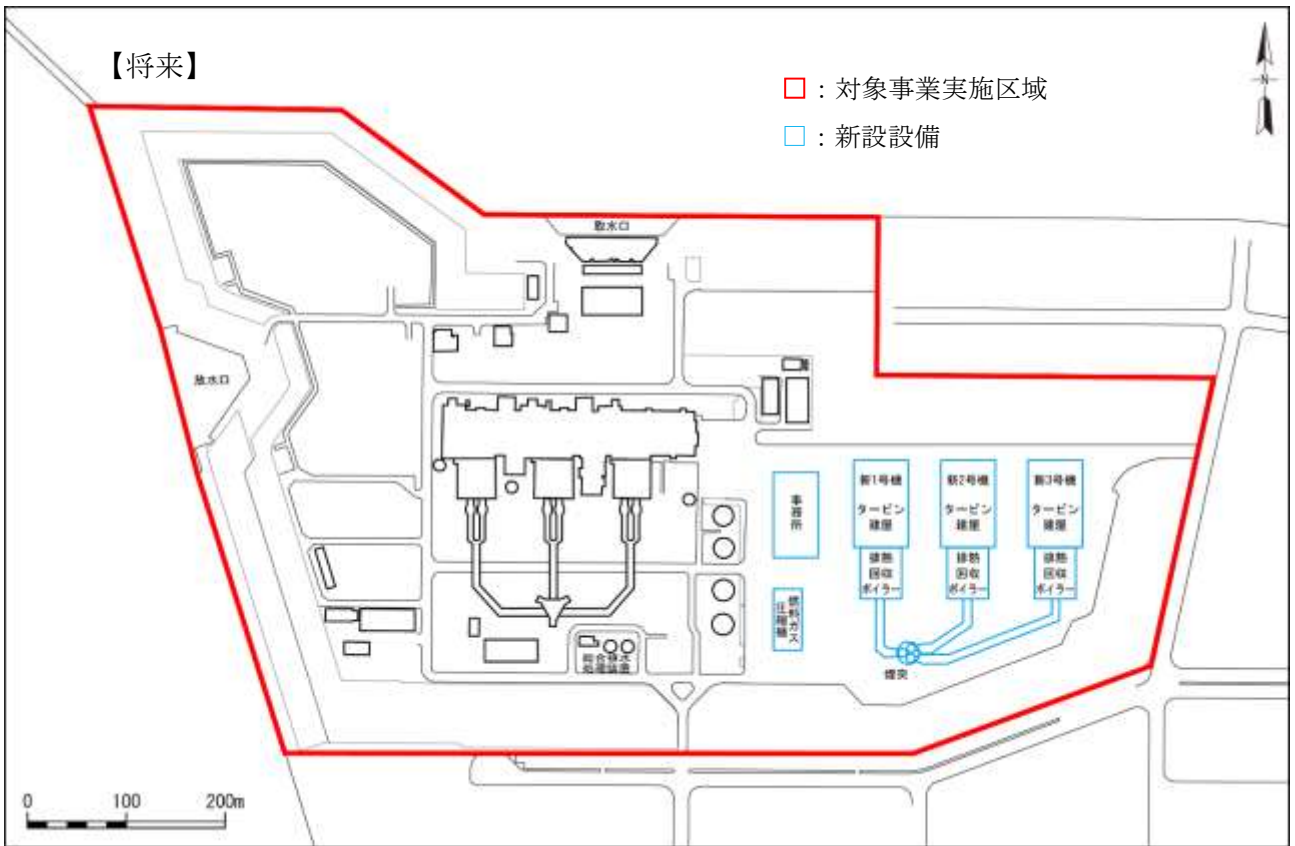 【将来】
□：対象事業実施区域
□：新設設備
N
放水口
放水口
新1号機
タービン
建屋
新2号機
タービン
建屋
新3号機
タービン
建屋
事務所
排熱
回収
ボイラー
排熱
回収
ボイラー
排熱
回収
ボイラー
燃料ガス
圧縮機
総合排水
処理装置
煙突
0 100 200m